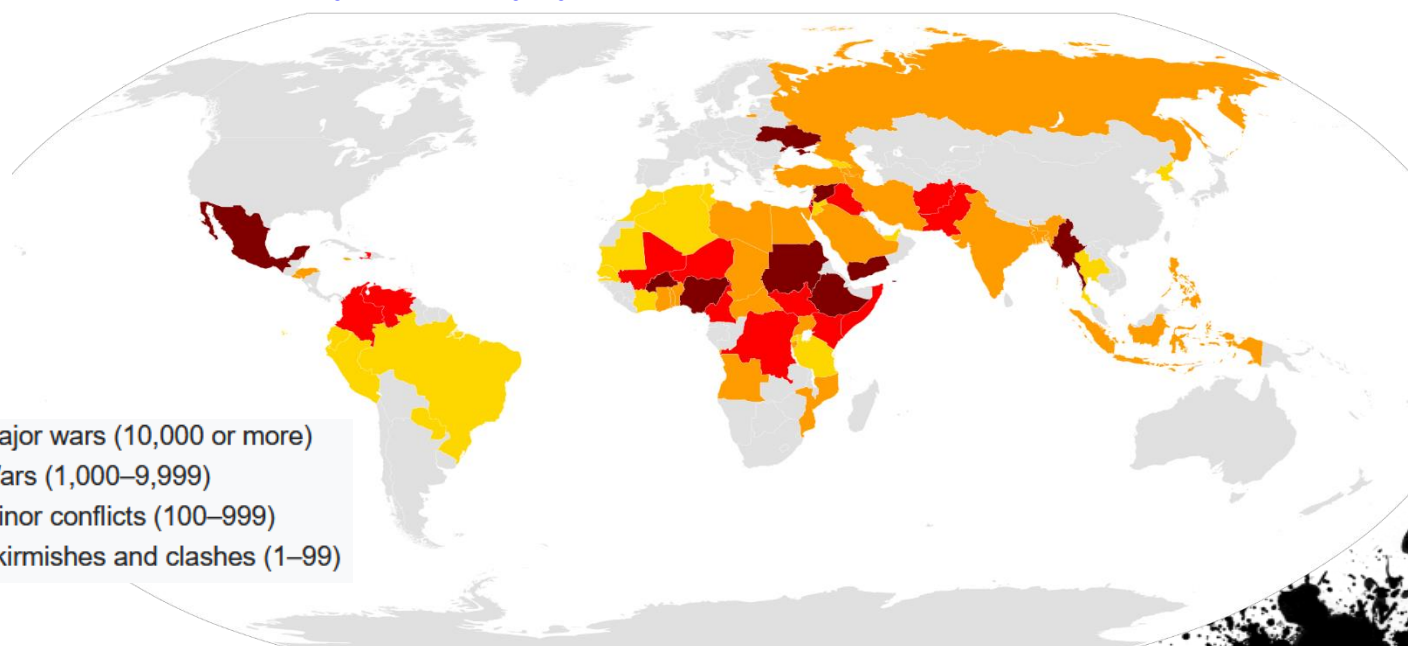 ajor wars (10,000 or more)
ars (1,000–9,999)
inor conflicts (100–999)
kirmishes and clashes (1–99)